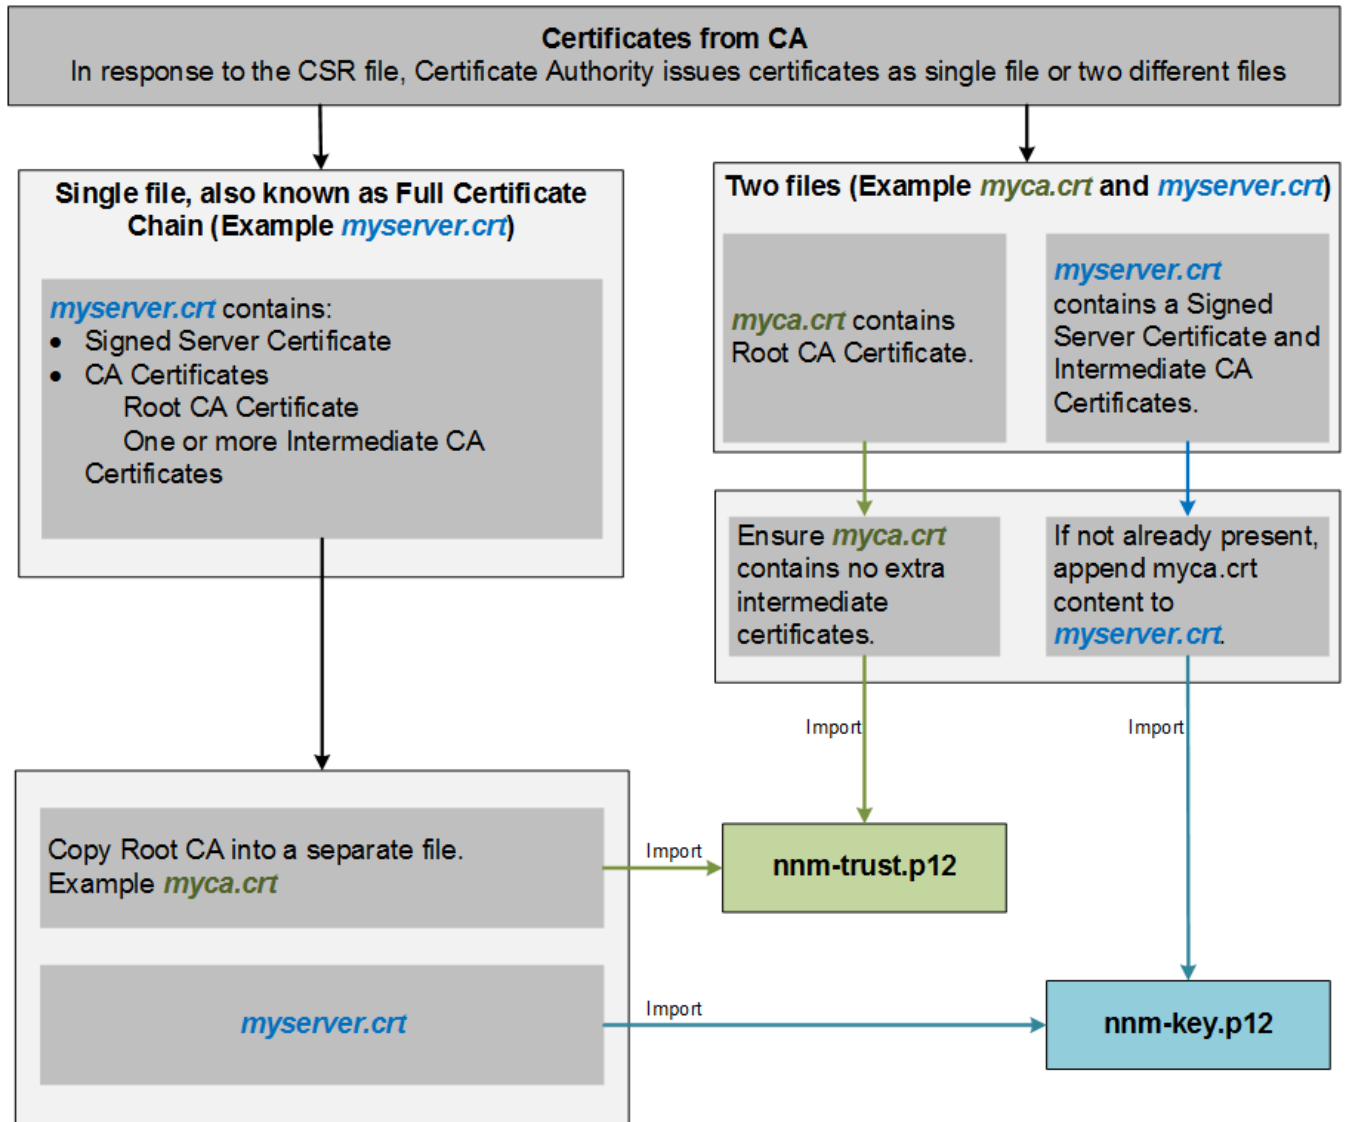 Certificates from CA
In response to the CSR file, Certificate Authority issues certificates as single file or two different files
Single file, also known as Full Certificate
Chain (Example myserver.crt)
myserver.crt contains:
• Signed Server Certificate
• CA Certificates
Root CA Certificate
One or more Intermediate CA
Certificates
Two files (Example myca.crt and myserver.crt)
myca.crt contains
Root CA Certificate.
myserver.crt
contains a Signed
Server Certificate and
Intermediate CA
Certificates.
Ensure myca.crt
contains no extra
intermediate
certificates.
If not already present,
append myca.crt
content to
myserver.crt.
Import
Import
Copy Root CA into a separate file.
Example myca.crt
Import
nnm-trust.p12
myserver.crt
Import
nnm-key.p12